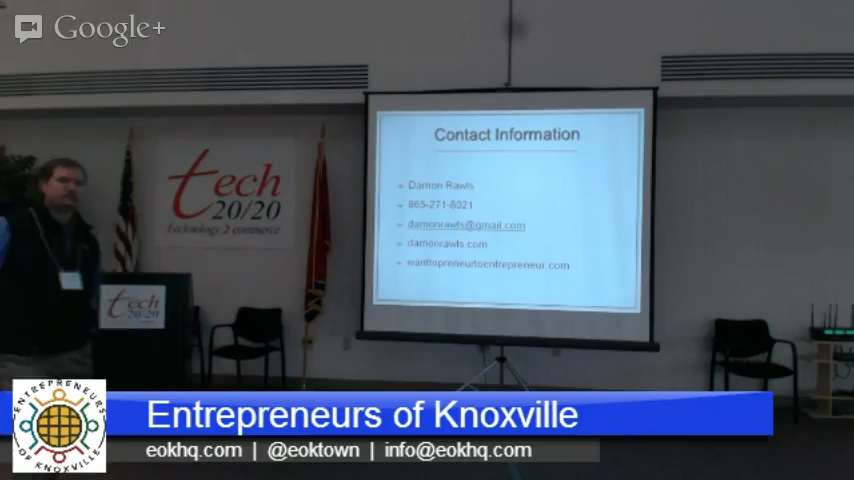 Google+
Contact Information
Damon Rawls
865-271-8021
damonrawls@gmail.com
damonrawls.com
wanttopreneurtoentrepreneur.com
tech
20/20
Technology 2 commerce
tech
20/20
ENTREPRENEURS
OF KNOXVILLE
Entrepreneurs of Knoxville
eokhq.com | @eoktown | info@eokhq.com